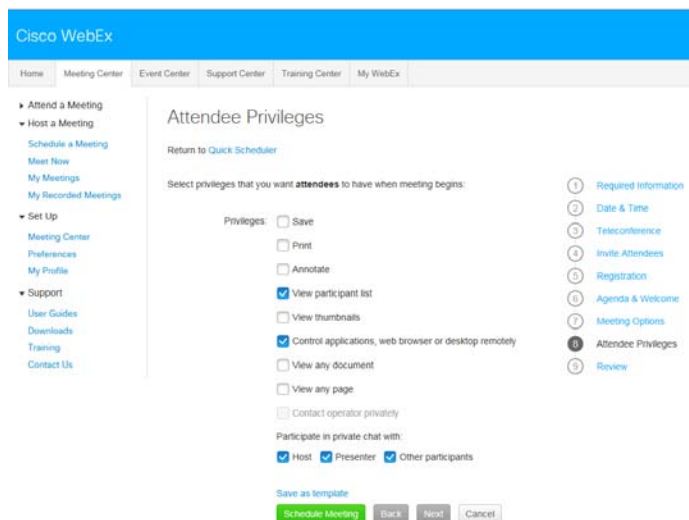 Cisco WebEx
Home Meeting Center Event Center Support Center Training Center My WebEx
Attend a Meeting
Host a Meeting
Schedule a Meeting
Meet Now
My Meetings
My Recorded Meetings
Set Up
Meeting Center
Preferences
My Profile
Support
User Guides
Downloads
Training
Contact Us
Attendee Privileges
Return to Quick Scheduler
Select privileges that you want attendees to have when meeting begins:
Privileges: Save
Print
Annotate
View participant list
View thumbnails
Control applications, web browser or desktop remotely
View any document
View any page
Contact operator privately
Participate in private chat with:
Host Presenter Other participants
Save as template
Schedule Meeting Back Next Cancel
1 Required Information
2 Date & Time
3 Teleconference
4 Invite Attendees
5 Registration
6 Agenda & Welcome
7 Meeting Options
8 Attendee Privileges
9 Review